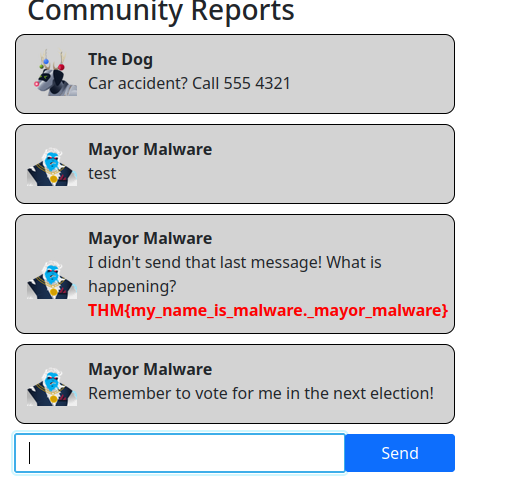 Community Reports
The Dog
Car accident? Call 555 4321
Mayor Malware
test
Mayor Malware
I didn't send that last message! What is
happening?
THM{my_name_is_malware._mayor_malware}
Mayor Malware
Remember to vote for me in the next election!
Send